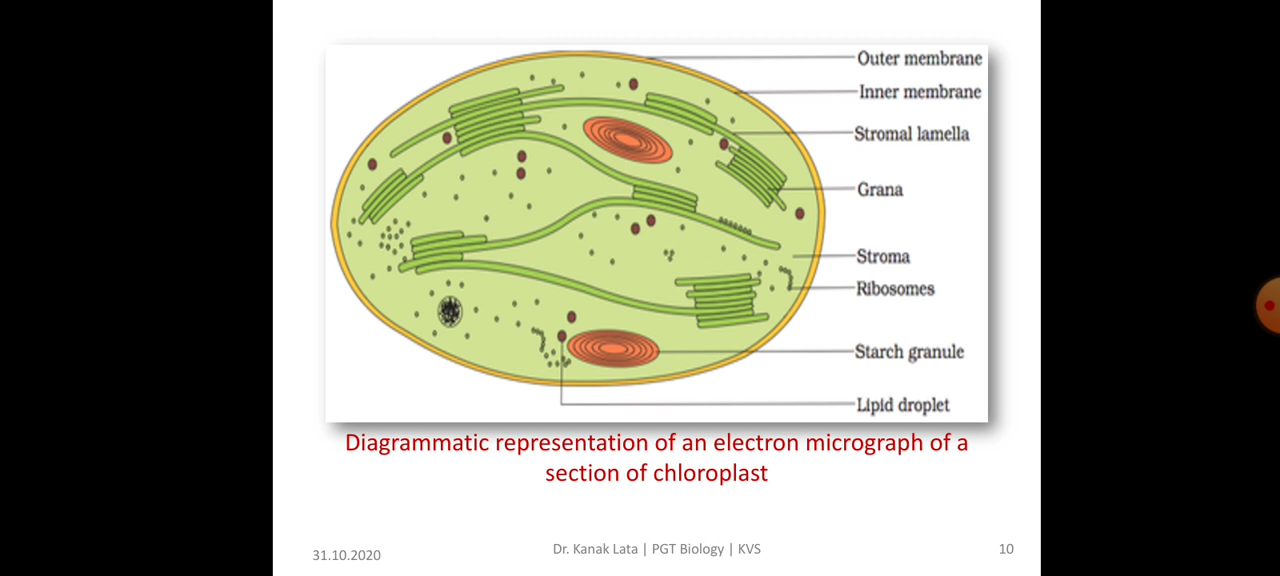 Outer membrane
Inner membrane
Stromal lamella
Grana
Stroma
Ribosomes
Starch granule
Lipid droplet
Diagrammatic representation of an electron micrograph of a
section of chloroplast
31.10.2020
Dr. Kanak Lata | PGT Biology | KVS
10